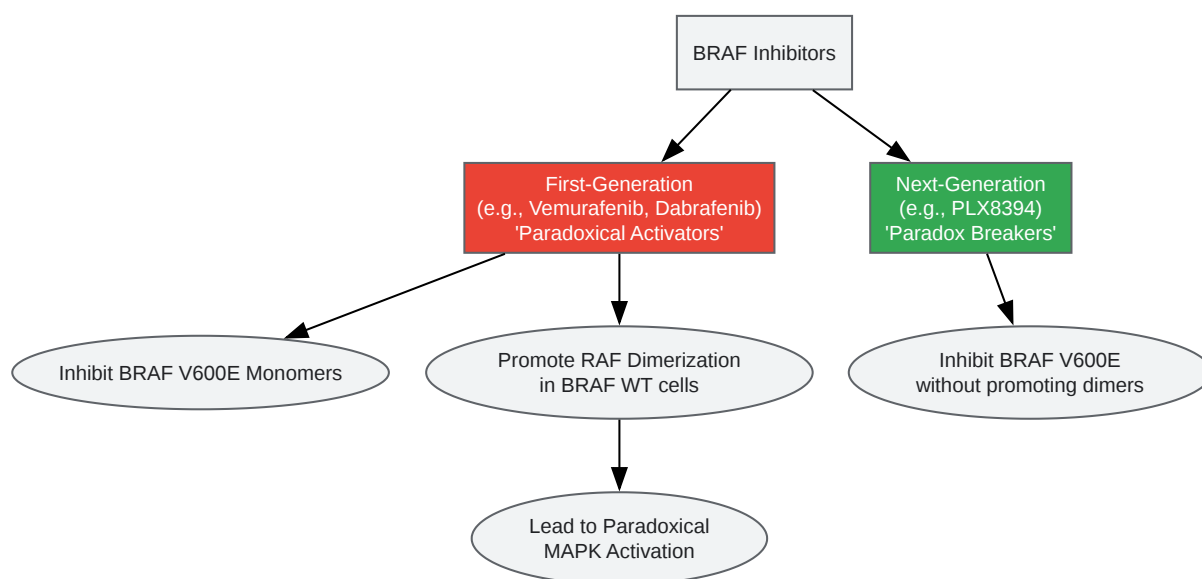 BRAF Inhibitors
First-Generation
(e.g., Vemurafenib, Dabrafenib)
'Paradoxical Activators'
Next-Generation
(e.g., PLX8394)
'Paradox Breakers'
Inhibit BRAF V600E Monomers
Promote RAF Dimerization
in BRAF WT cells
Inhibit BRAF V600E
without promoting dimers
Lead to Paradoxical
MAPK Activation